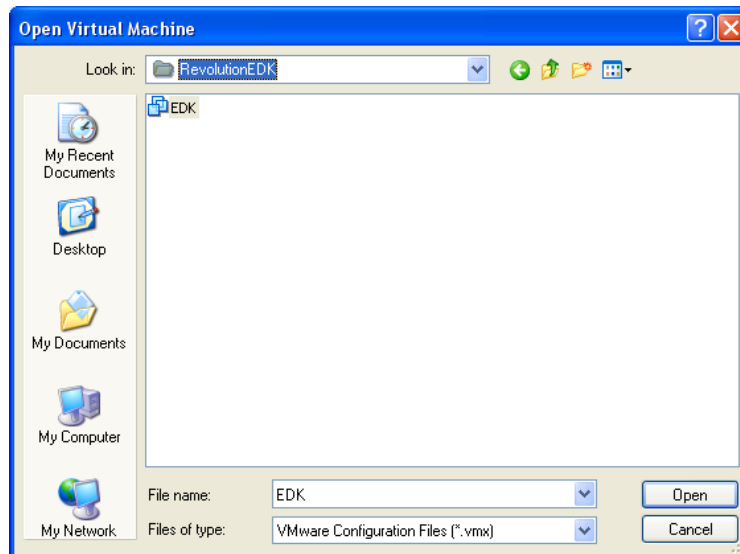 Open Virtual Machine
Look in:
RevolutionEDK
EDK
My Recent
Documents
Desktop
My Documents
My Computer
My Network
File name:
EDK
Open
Files of type:
VMware Configuration Files (*.vmx)
Cancel